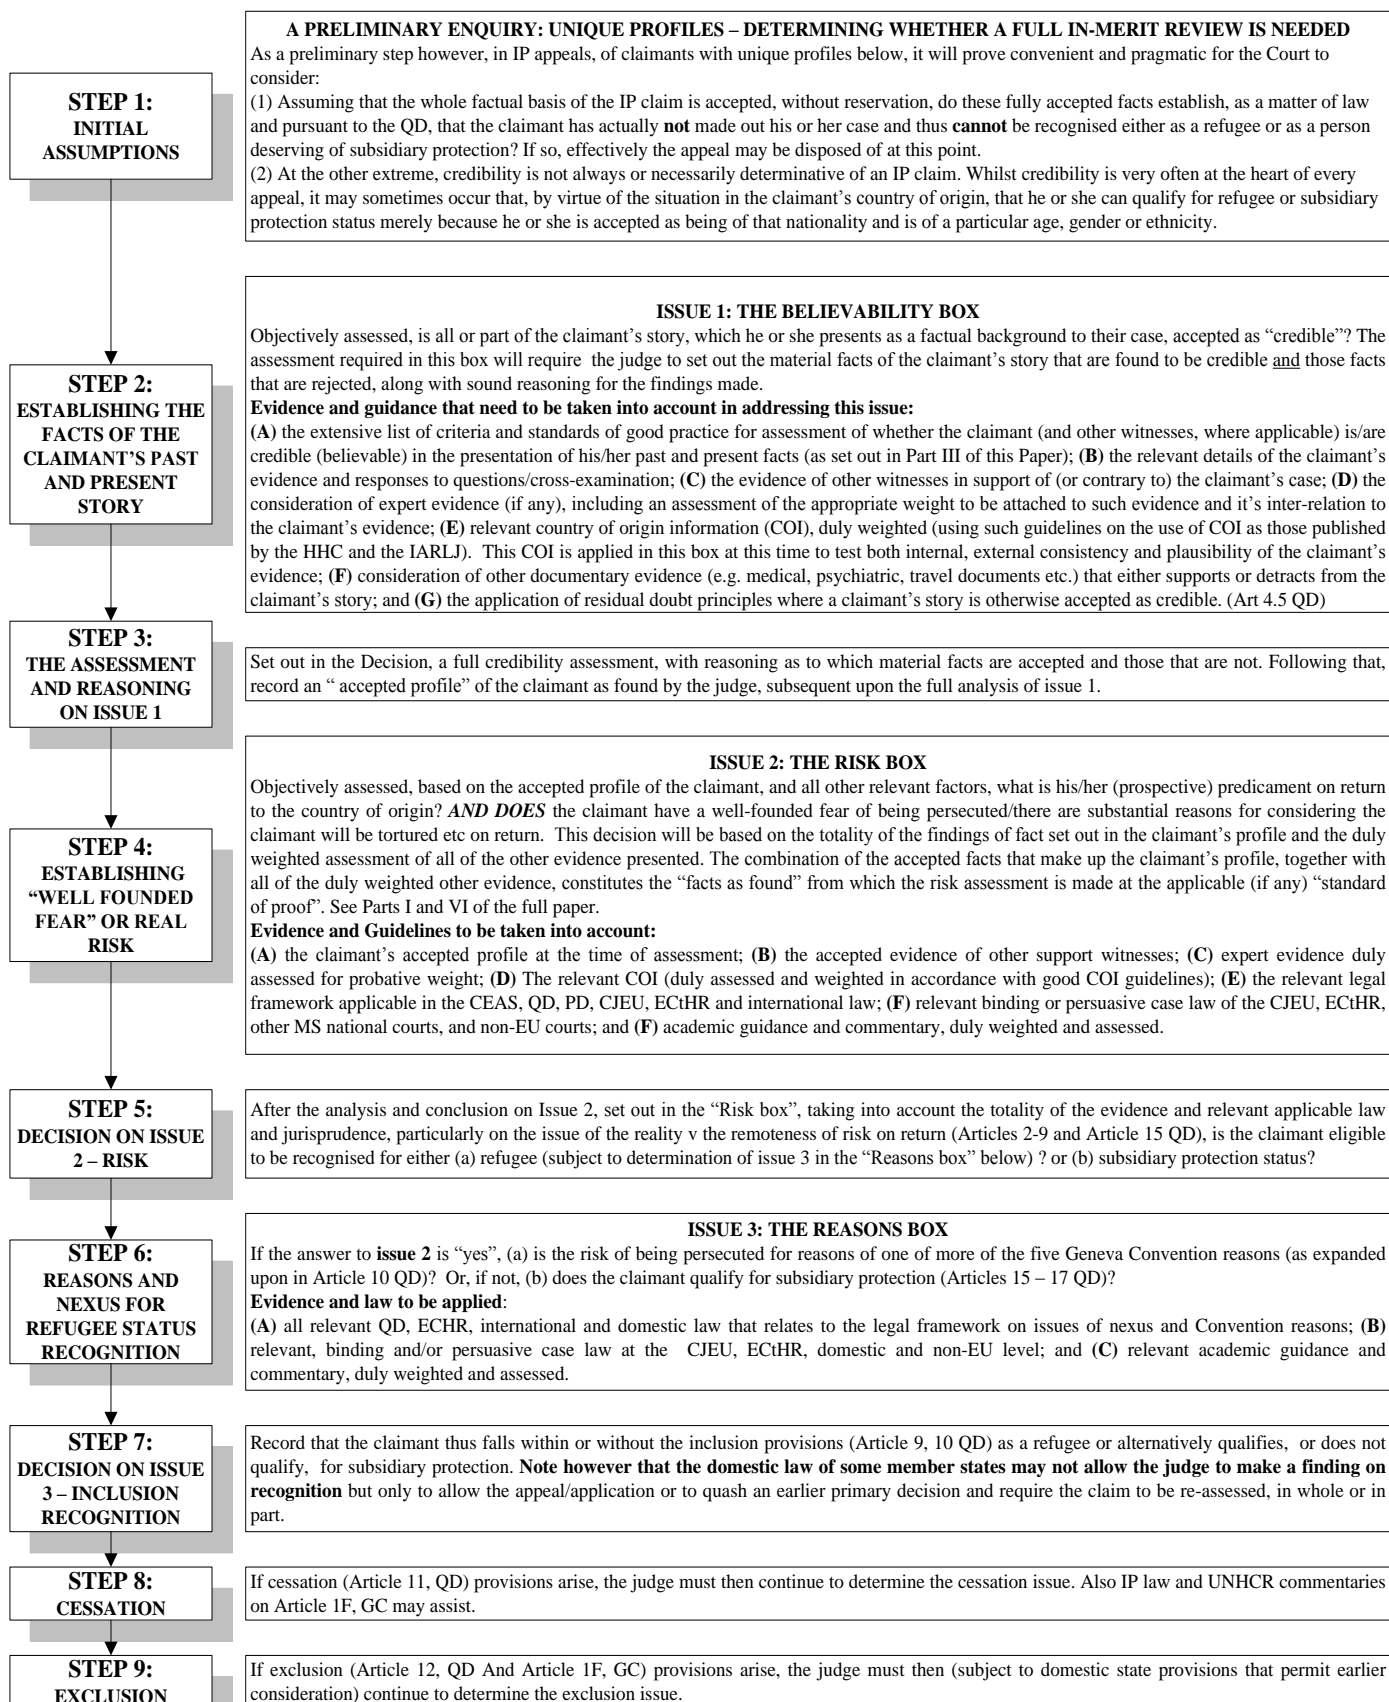 A PRELIMINARY ENQUIRY: UNIQUE PROFILES – DETERMINING WHETHER A FULL IN-MERIT REVIEW IS NEEDED
As a preliminary step however, in IP appeals, of claimants with unique profiles below, it will prove convenient and pragmatic for the Court to
consider:
(1) Assuming that the whole factual basis of the IP claim is accepted, without reservation, do these fully accepted facts establish, as a matter of law
and pursuant to the QD, that the claimant has actually not made out his or her case and thus cannot be recognised either as a refugee or as a person
deserving of subsidiary protection? If so, effectively the appeal may be disposed of at this point.
(2) At the other extreme, credibility is not always or necessarily determinative of an IP claim. Whilst credibility is very often at the heart of every
appeal, it may sometimes occur that, by virtue of the situation in the claimant's country of origin, that he or she can qualify for refugee or subsidiary
protection status merely because he or she is accepted as being of that nationality and is of a particular age, gender or ethnicity.
STEP 1:
INITIAL
ASSUMPTIONS
ISSUE 1: THE BELIEVABILITY BOX
Objectively assessed, is all or part of the claimant's story, which he or she presents as a factual background to their case, accepted as "credible"? The
assessment required in this box will require the judge to set out the material facts of the claimant's story that are found to be credible and those facts
that are rejected, along with sound reasoning for the findings made.
Evidence and guidance that need to be taken into account in addressing this issue:
(A) the extensive list of criteria and standards of good practice for assessment of whether the claimant (and other witnesses, where applicable) is/are
credible (believable) in the presentation of his/her past and present facts (as set out in Part III of this Paper); (B) the relevant details of the claimant's
evidence and responses to questions/cross-examination; (C) the evidence of other witnesses in support of (or contrary to) the claimant's case; (D) the
consideration of expert evidence (if any), including an assessment of the appropriate weight to be attached to such evidence and it's inter-relation to
the claimant's evidence; (E) relevant country of origin information (COI), duly weighted (using such guidelines on the use of COI as those published
by the HHC and the IARLJ). This COI is applied in this box at this time to test both internal, external consistency and plausibility of the claimant's
evidence; (F) consideration of other documentary evidence (e.g. medical, psychiatric, travel documents etc.) that either supports or detracts from the
claimant's story; and (G) the application of residual doubt principles where a claimant's story is otherwise accepted as credible. (Art 4.5 QD)
STEP 2:
ESTABLISHING THE
FACTS OF THE
CLAIMANT'S PAST
AND PRESENT
STORY
STEP 3:
THE ASSESSMENT
AND REASONING
ON ISSUE 1
Set out in the Decision, a full credibility assessment, with reasoning as to which material facts are accepted and those that are not. Following that,
record an " accepted profile" of the claimant as found by the judge, subsequent upon the full analysis of issue 1.
ISSUE 2: THE RISK BOX
Objectively assessed, based on the accepted profile of the claimant, and all other relevant factors, what is his/her (prospective) predicament on return
to the country of origin? AND DOES the claimant have a well-founded fear of being persecuted/there are substantial reasons for considering the
claimant will be tortured etc on return. This decision will be based on the totality of the findings of fact set out in the claimant's profile and the duly
weighted assessment of all of the other evidence presented. The combination of the accepted facts that make up the claimant's profile, together with
all of the duly weighted other evidence, constitutes the "facts as found" from which the risk assessment is made at the applicable (if any) "standard
of proof". See Parts I and VI of the full paper.
Evidence and Guidelines to be taken into account:
(A) the claimant's accepted profile at the time of assessment; (B) the accepted evidence of other support witnesses; (C) expert evidence duly
assessed for probative weight; (D) The relevant COI (duly assessed and weighted in accordance with good COI guidelines); (E) the relevant legal
framework applicable in the CEAS, QD, PD, CJEU, ECtHR and international law; (F) relevant binding or persuasive case law of the CJEU, ECtHR,
other MS national courts, and non-EU courts; and (F) academic guidance and commentary, duly weighted and assessed.
STEP 4:
ESTABLISHING
"WELL FOUNDED
FEAR" OR REAL
RISK
STEP 5:
DECISION ON ISSUE
2 – RISK
After the analysis and conclusion on Issue 2, set out in the "Risk box", taking into account the totality of the evidence and relevant applicable law
and jurisprudence, particularly on the issue of the reality v the remoteness of risk on return (Articles 2-9 and Article 15 QD), is the claimant eligible
to be recognised for either (a) refugee (subject to determination of issue 3 in the "Reasons box" below) ? or (b) subsidiary protection status?
ISSUE 3: THE REASONS BOX
If the answer to issue 2 is "yes", (a) is the risk of being persecuted for reasons of one of more of the five Geneva Convention reasons (as expanded
upon in Article 10 QD)? Or, if not, (b) does the claimant qualify for subsidiary protection (Articles 15 – 17 QD)?
Evidence and law to be applied:
(A) all relevant QD, ECHR, international and domestic law that relates to the legal framework on issues of nexus and Convention reasons; (B)
relevant, binding and/or persuasive case law at the CJEU, ECtHR, domestic and non-EU level; and (C) relevant academic guidance and
commentary, duly weighted and assessed.
STEP 6:
REASONS AND
NEXUS FOR
REFUGEE STATUS
RECOGNITION
STEP 7:
DECISION ON ISSUE
3 – INCLUSION
RECOGNITION
Record that the claimant thus falls within or without the inclusion provisions (Article 9, 10 QD) as a refugee or alternatively qualifies, or does not
qualify, for subsidiary protection. Note however that the domestic law of some member states may not allow the judge to make a finding on
recognition but only to allow the appeal/application or to quash an earlier primary decision and require the claim to be re-assessed, in whole or in
part.
STEP 8:
CESSATION
If cessation (Article 11, QD) provisions arise, the judge must then continue to determine the cessation issue. Also IP law and UNHCR commentaries
on Article 1F, GC may assist.
STEP 9:
EXCLUSION
If exclusion (Article 12, QD And Article 1F, GC) provisions arise, the judge must then (subject to domestic state provisions that permit earlier
consideration) continue to determine the exclusion issue.